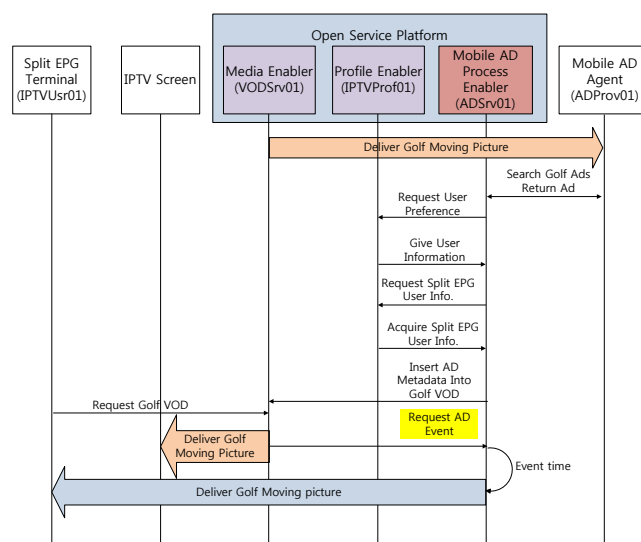 Open Service Platform
Split EPG
Terminal
(IPTVUsr01)
IPTV Screen
Media Enabler
(VODSrv01)
Profile Enabler
(IPTVProf01)
Mobile AD
Process
Enabler
(ADSrv01)
Mobile AD
Agent
(ADProv01)
Deliver Golf Moving Picture
Search Golf Ads
Return Ad
Request User
Preference
Give User
Information
Request Split EPG
User Info.
Acquire Split EPG
User Info.
Insert AD
Metadata Into
Golf VOD
Request Golf VOD
Request AD
Event
Deliver Golf
Moving Picture
Event time
Deliver Golf Moving picture